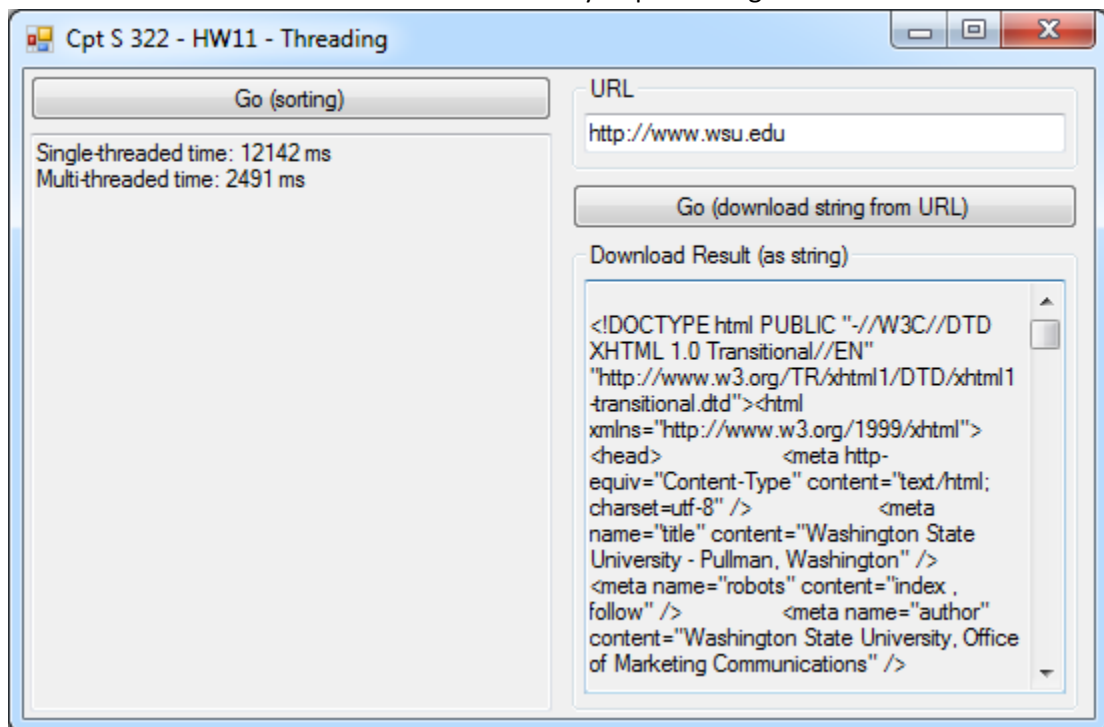 Cpt S 322 - HW11 - Threading
Go (sorting)
Single-threaded time: 12142 ms
Multi-threaded time: 2491 ms
URL
http://www.wsu.edu
Go (download string from URL)
Download Result (as string)
<!DOCTYPE html PUBLIC "-//W3C//DTD
XHTML 1.0 Transitional//EN"
"http://www.w3.org/TR/xhtml1/DTD/xhtml1
-transitional.dtd"><html
xmlns="http://www.w3.org/1999/xhtml">
<head> <meta http-
equiv="Content-Type" content="text/html;
charset=utf-8" /> <meta
name="title" content="Washington State
University - Pullman, Washington" />
<meta name="robots" content="index ,
follow" /> <meta name="author"
content="Washington State University, Office
of Marketing Communications" />